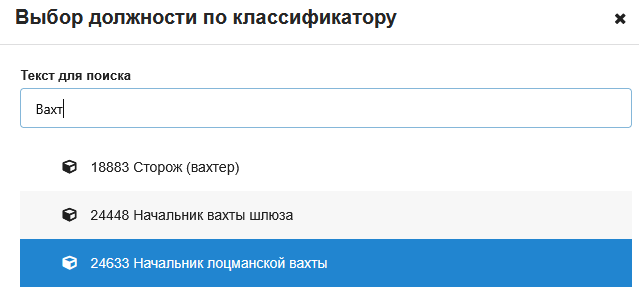 Выбор должности по классификатору
Текст для поиска
Вахт
18883 Сторож (вахтер)
24448 Начальник вахты шлюза
24633 Начальник лоцманской вахты